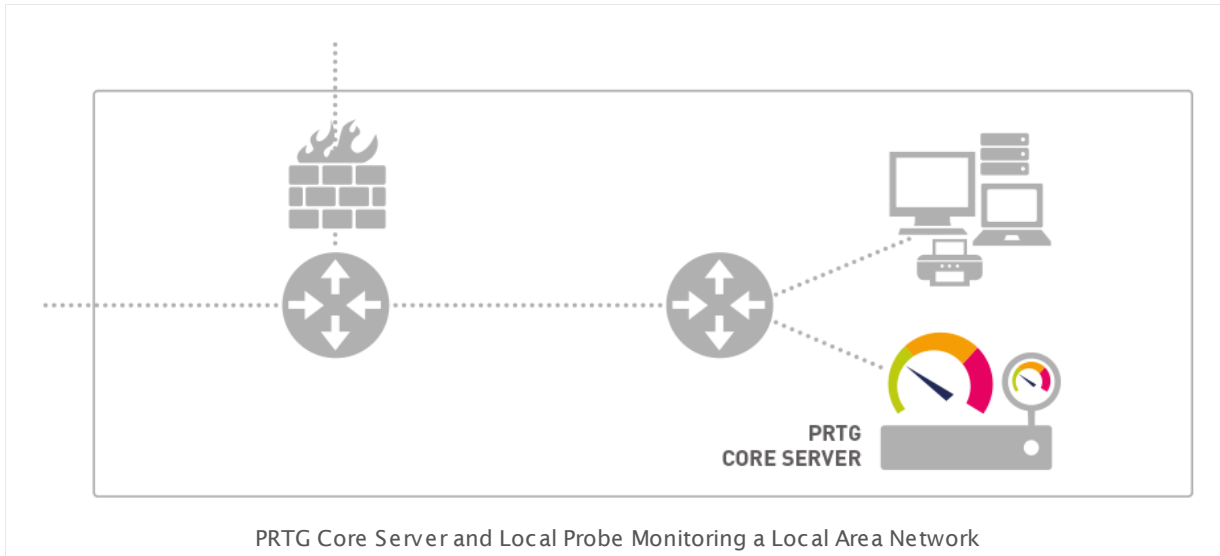 PRTG
CORE SERVER
PRTG Core Server and Local Probe Monitoring a Local Area Network